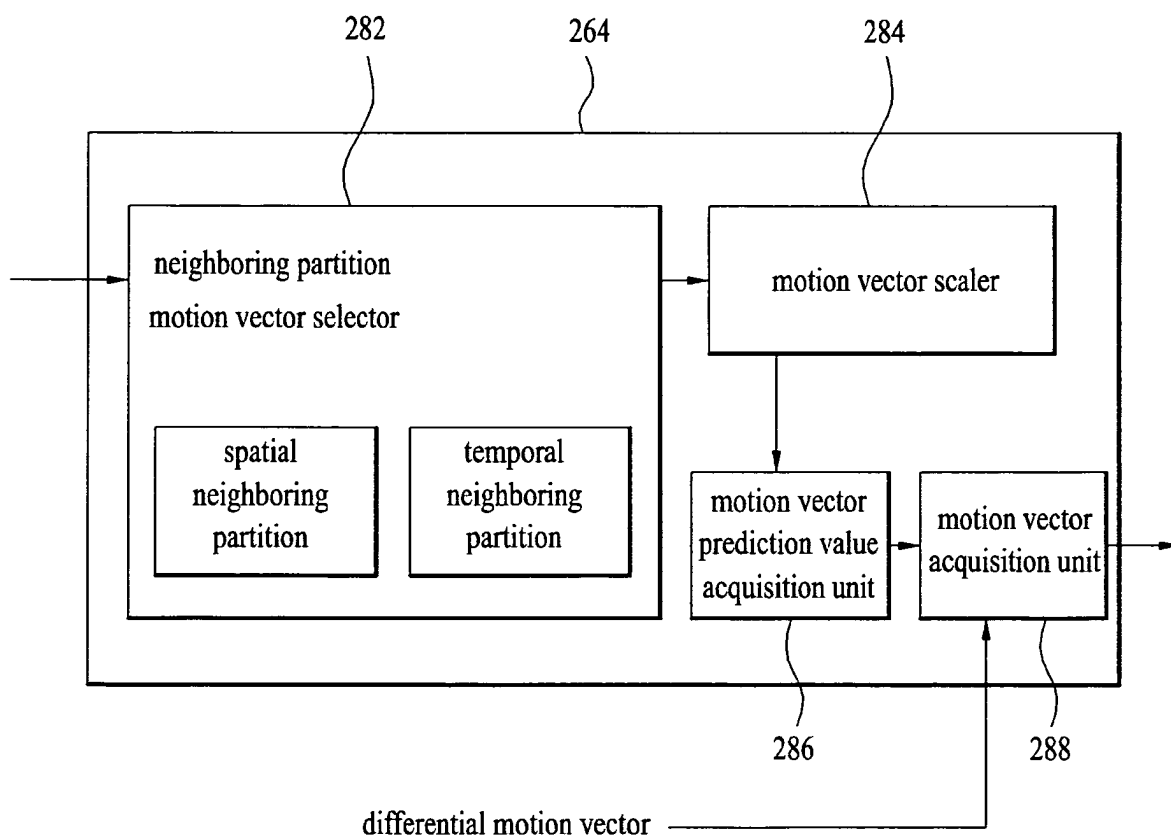 282
264
284
neighboring partition
motion vector selector
motion vector scaler
spatial
neighboring
partition
temporal
neighboring
partition
motion vector
prediction value
acquisition unit
motion vector
acquisition unit
286
288
differential motion vector